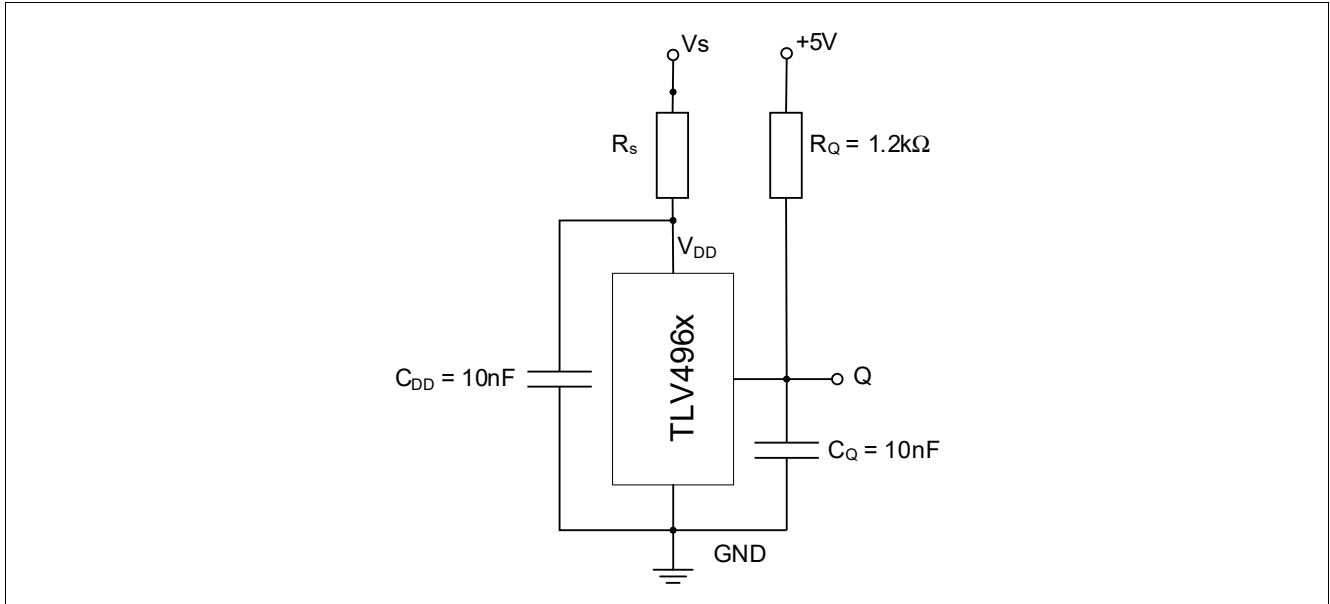 Vs
+5V
Rs
RQ = 1.2kΩ
VDD
TLV496x
CDD = 10nF
Q
CQ = 10nF
GND